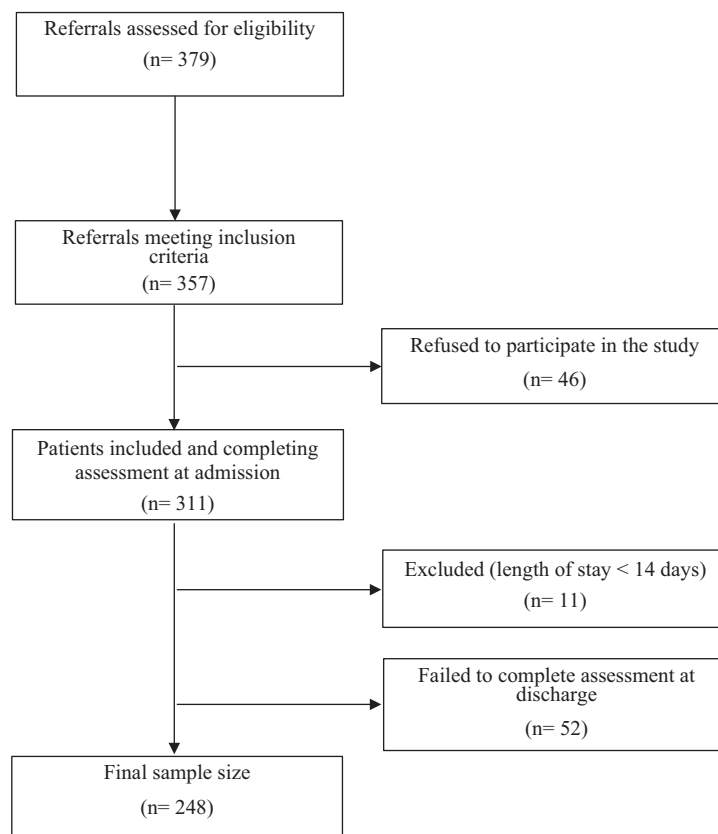 Referrals assessed for eligibility
(n= 379)
Referrals meeting inclusion
criteria
(n= 357)
Refused to participate in the study
(n= 46)
Patients included and completing
assessment at admission
(n= 311)
Excluded (length of stay < 14 days)
(n= 11)
Failed to complete assessment at
discharge
(n= 52)
Final sample size
(n= 248)